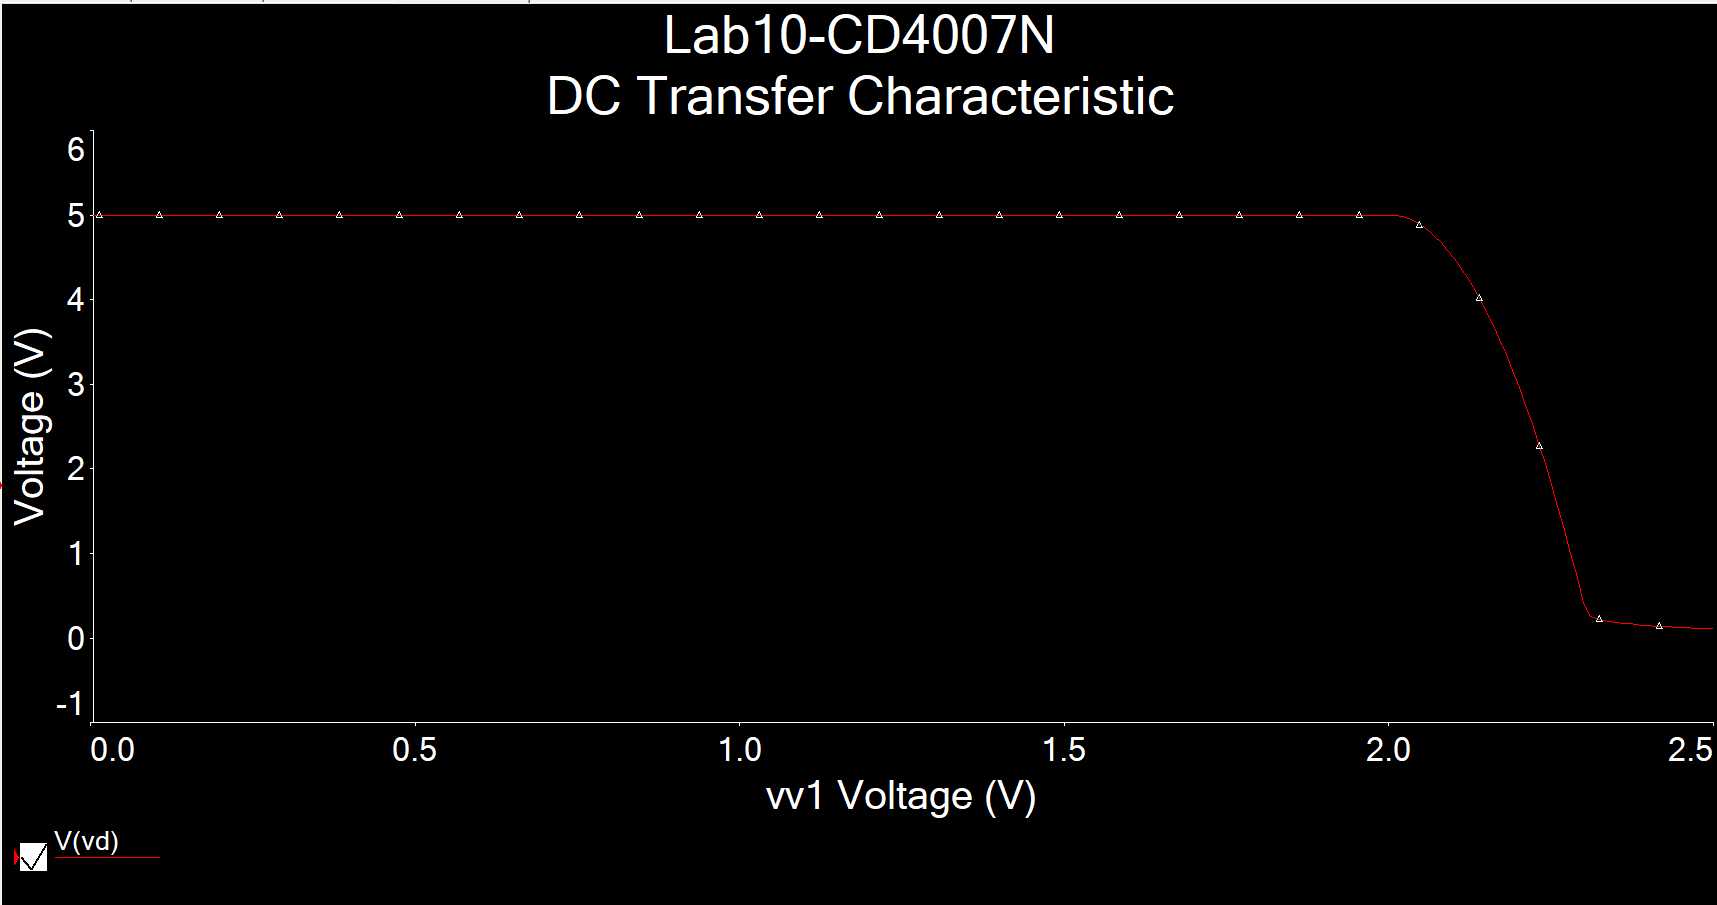 Lab10-CD4007N
DC Transfer Characteristic
Voltage (V)
6
5
4
3
2
1
0
-1
0.0 0.5 1.0 1.5 2.0 2.5
vv1 Voltage (V)
V(vd)